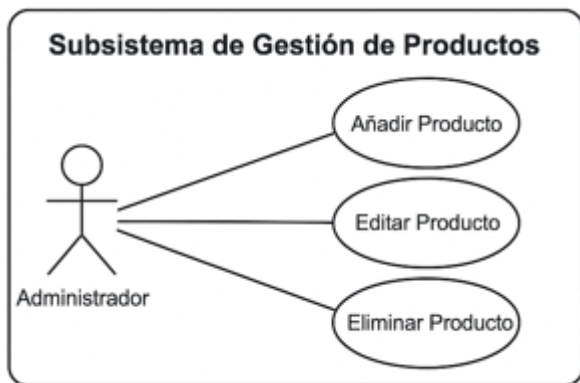 Subsistema de Gestión de Productos
Añadir Producto
Editar Producto
Administrador
Eliminar Producto